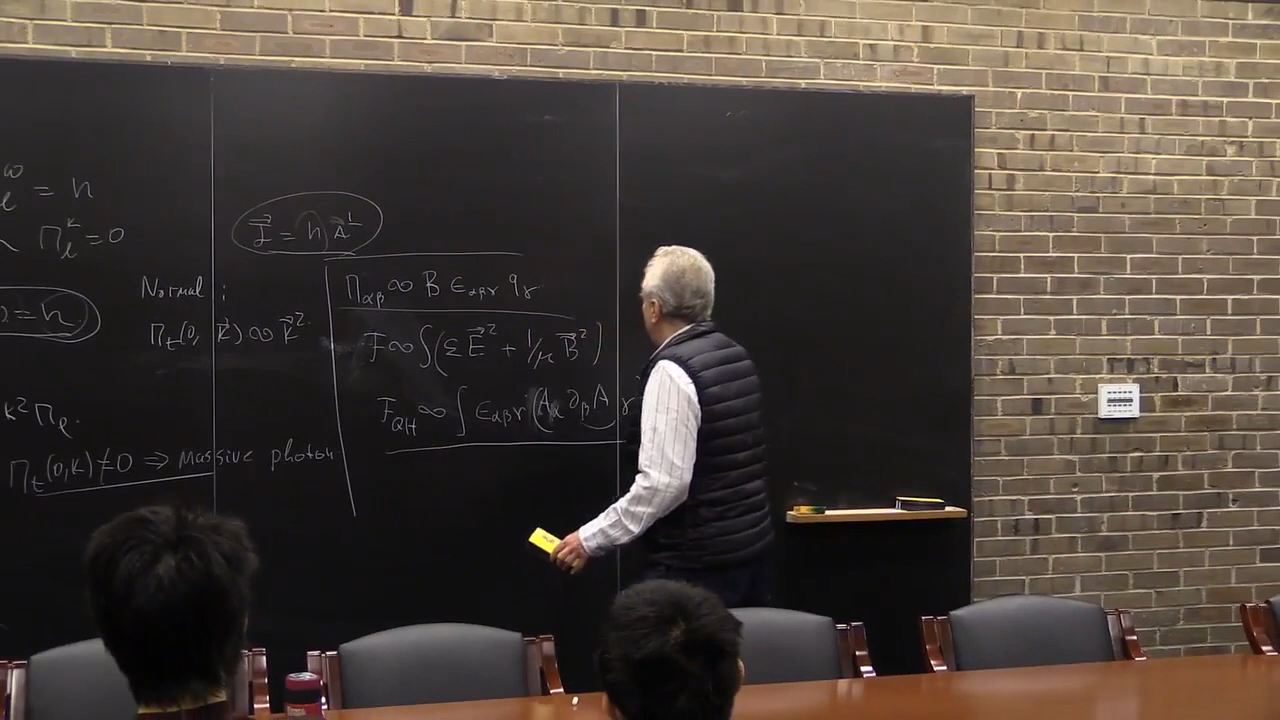 ω
ℓ = n
Π_ℓ^k = 0
= n
k² Π_ℓ.
Π_t(0,k) ≠ 0 ⇒ Massive photon
Normal :
Π_t(0, k⃗) ∞ k⃗².
J⃗ = n A⃗^⊥
Π_αβ ∞ B ε_αβγ q_γ
F ∞ ∫(ε E⃗² + 1/μ B⃗²)
F_QH ∞ ∫ ε_αβγ (A_α ∂_β A_γ